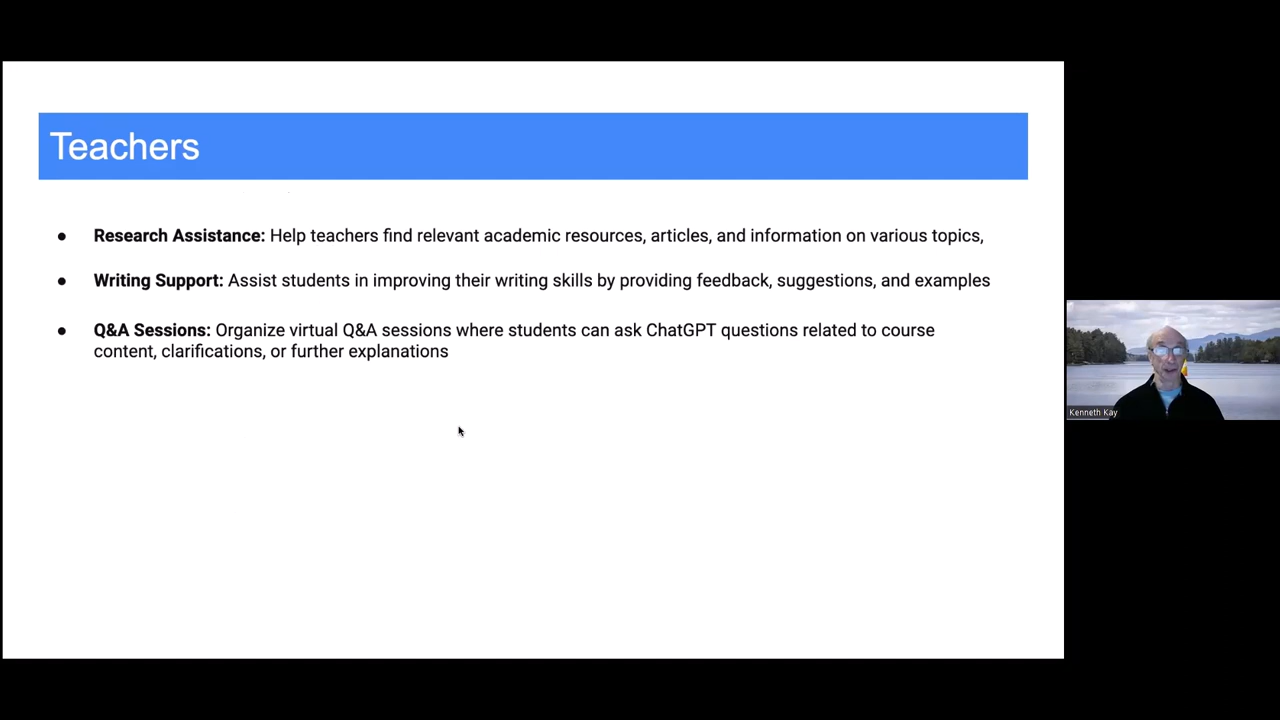 Teachers
● Research Assistance: Help teachers find relevant academic resources, articles, and information on various topics,
● Writing Support: Assist students in improving their writing skills by providing feedback, suggestions, and examples
● Q&A Sessions: Organize virtual Q&A sessions where students can ask ChatGPT questions related to course
content, clarifications, or further explanations
Kenneth Kay